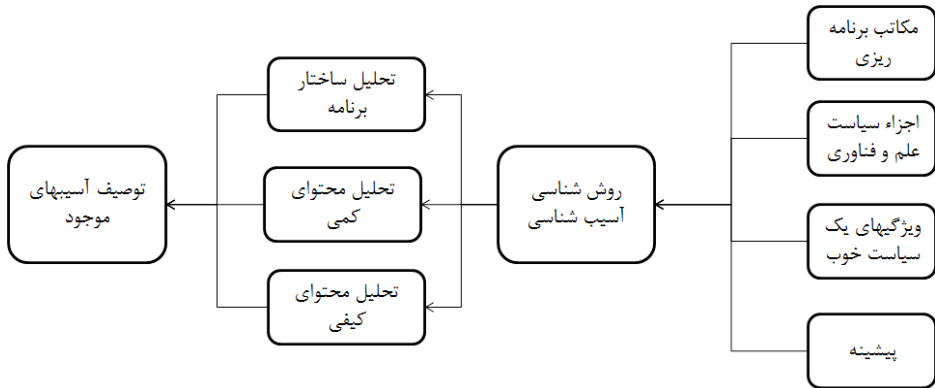 مکاتب برنامه
ریزی
اجزاء سیاست
علم و فناوری
ویژگیهای یک
سیاست خوب
پیشینه
روش شناسی
آسیب شناسی
تحلیل ساختار
برنامه
تحلیل محتوای
کمی
تحلیل محتوای
کیفی
توصیف آسیبهای
موجود